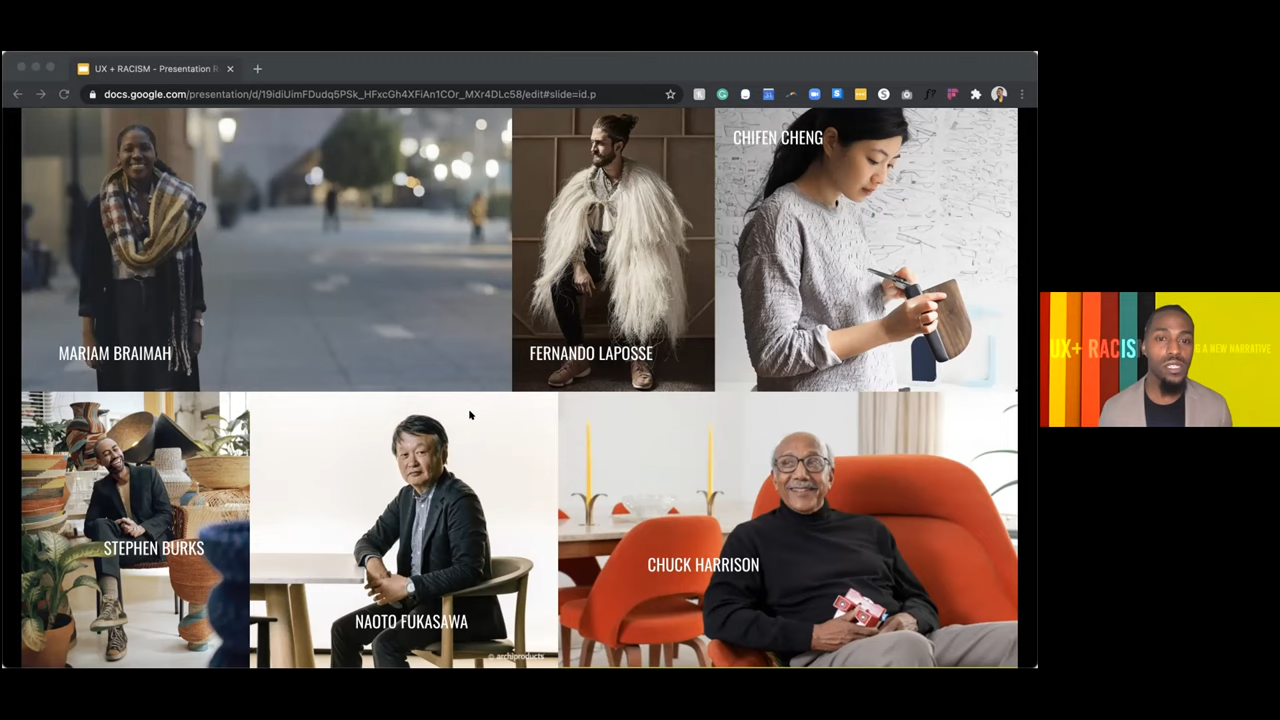 UX + RACISM - Presentation R
docs.google.com/presentation/d/19idiUimFDudq5PSk_HFxcGh4XFiAn1COr_MXr4DLc58/edit#slide=id.p
CHIFEN CHENG
MARIAM BRAIMAH
FERNANDO LAPOSSE
STEPHEN BURKS
CHUCK HARRISON
NAOTO FUKASAWA
© archiproducts
UX+ RACIS
G A NEW NARRATIVE